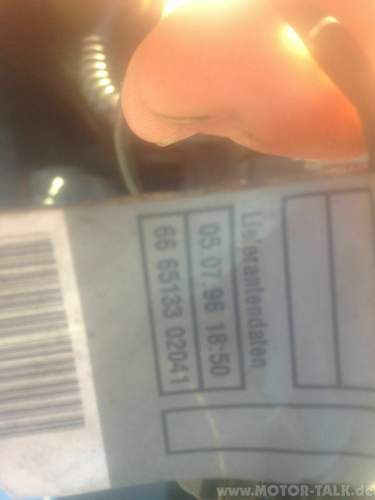 Lieferantendaten
05.07.96 18:50
66 65133 02041
www.MOTOR-TALK.de